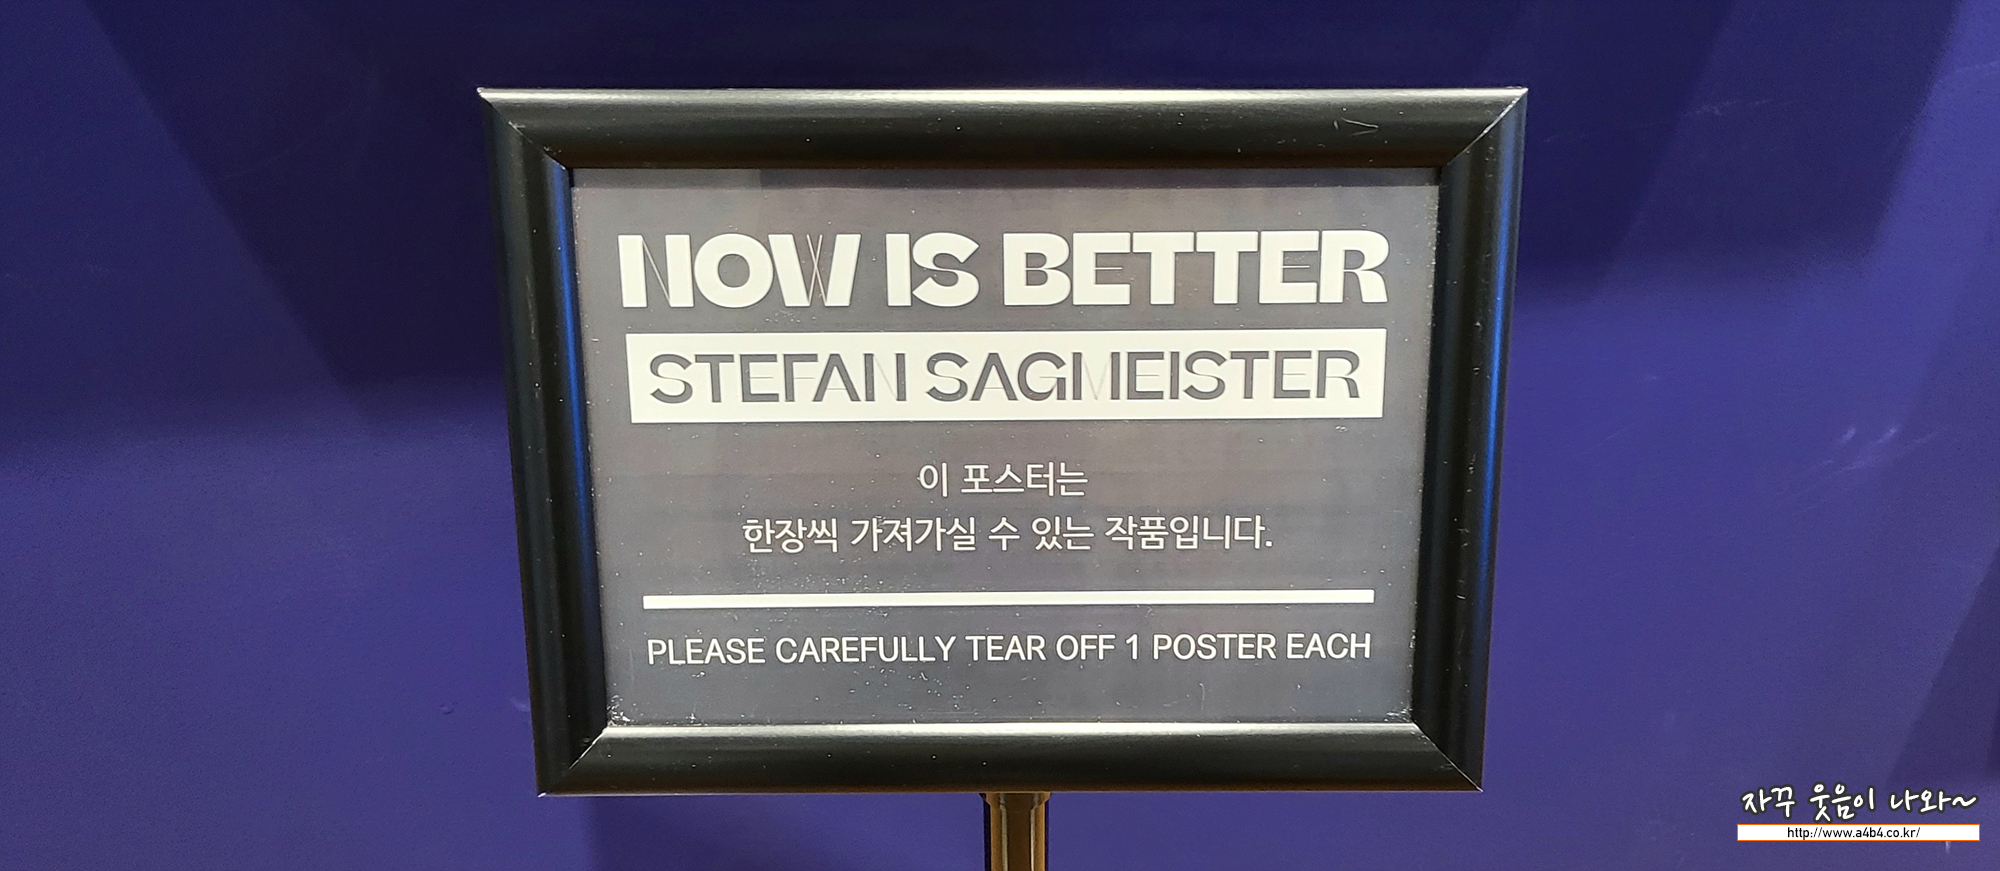 NOW IS BETTER
STEFAN SAGMEISTER
이 포스터는
한장씩 가져가실 수 있는 작품입니다.
PLEASE CAREFULLY TEAR OFF 1 POSTER EACH
자꾸 웃음이 나와~
http://www.a4b4.co.kr/